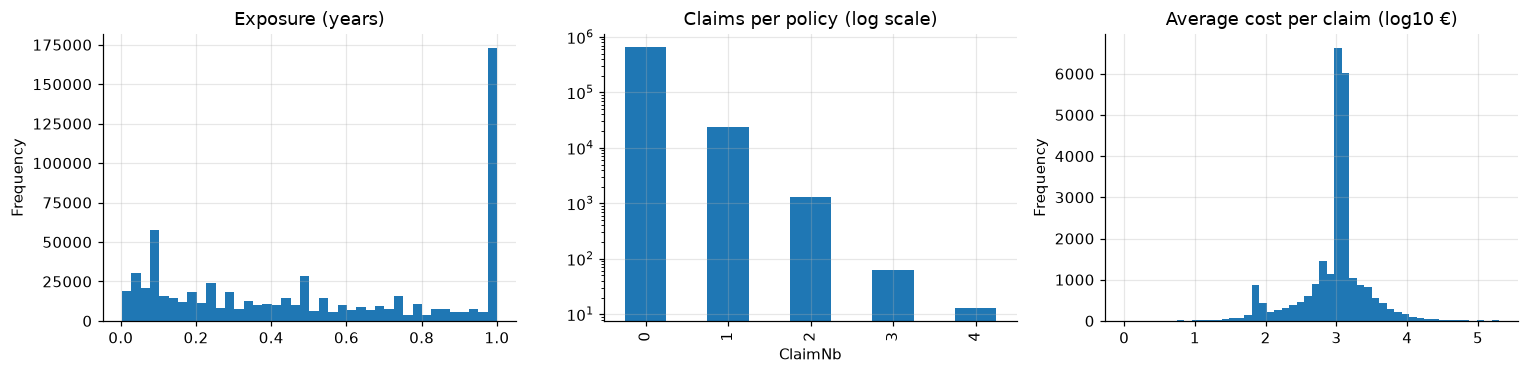 Exposure (years)
Frequency
175000
150000
125000
100000
75000
50000
25000
0
0.0 0.2 0.4 0.6 0.8 1.0
Claims per policy (log scale)
10^6
10^5
10^4
10^3
10^2
10^1
0 1 2 3 4
ClaimNb
Average cost per claim (log10 €)
Frequency
6000
5000
4000
3000
2000
1000
0
0 1 2 3 4 5